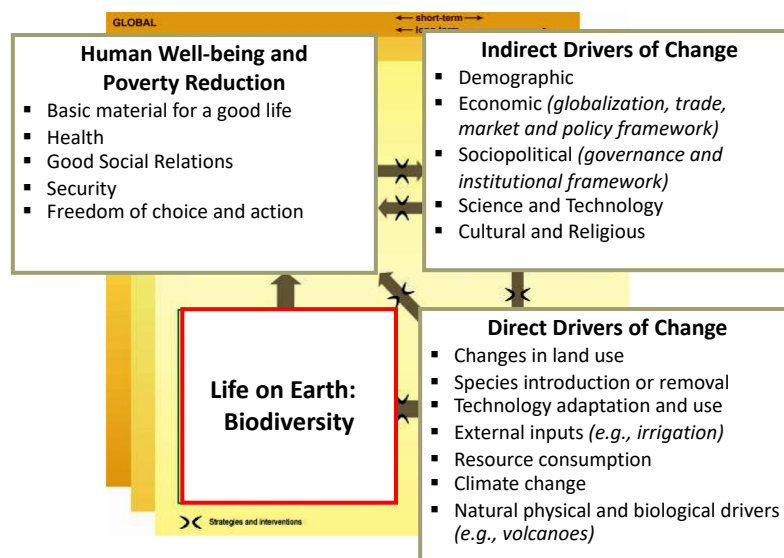 GLOBAL
short-term
Human Well-being and
Poverty Reduction
▪ Basic material for a good life
▪ Health
▪ Good Social Relations
▪ Security
▪ Freedom of choice and action
Indirect Drivers of Change
▪ Demographic
▪ Economic (globalization, trade,
market and policy framework)
▪ Sociopolitical (governance and
institutional framework)
▪ Science and Technology
▪ Cultural and Religious
Life on Earth:
Biodiversity
Direct Drivers of Change
▪ Changes in land use
▪ Species introduction or removal
▪ Technology adaptation and use
▪ External inputs (e.g., irrigation)
▪ Resource consumption
▪ Climate change
▪ Natural physical and biological drivers
(e.g., volcanoes)
Strategies and interventions